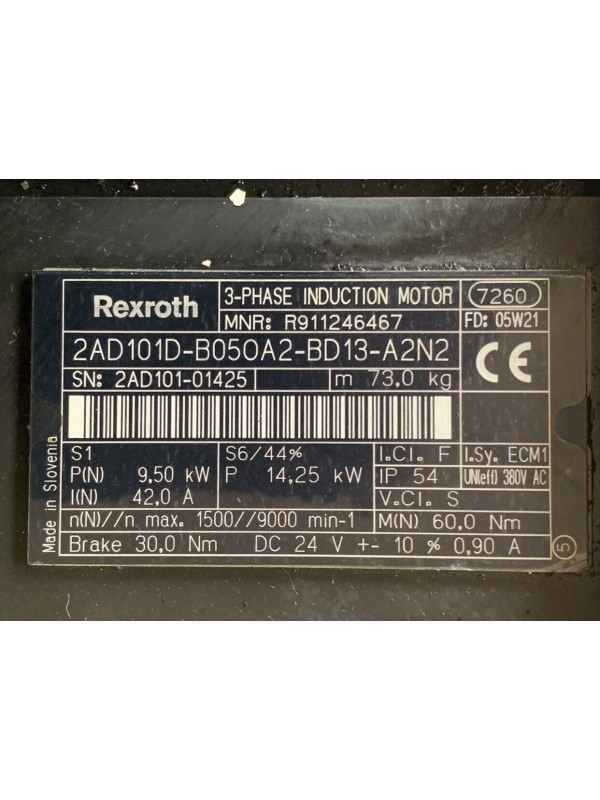 Rexroth
3-PHASE INDUCTION MOTOR
7260
MNR: R911246467
FD: 05W21
2AD101D-B050A2-BD13-A2N2
CE
SN: 2AD101-01425
m 73,0 kg
S1
S6/44%
I.Cl. F
I.Sy. ECM1
P(N) 9,50 kW
P 14,25 kW
IP 54
UN(eff) 380V AC
I(N) 42,0 A
V.Cl. S
n(N)//n max. 1500//9000 min-1
M(N) 60,0 Nm
Brake 30,0 Nm DC 24 V +- 10 % 0,90 A
5
Made in Slovenia